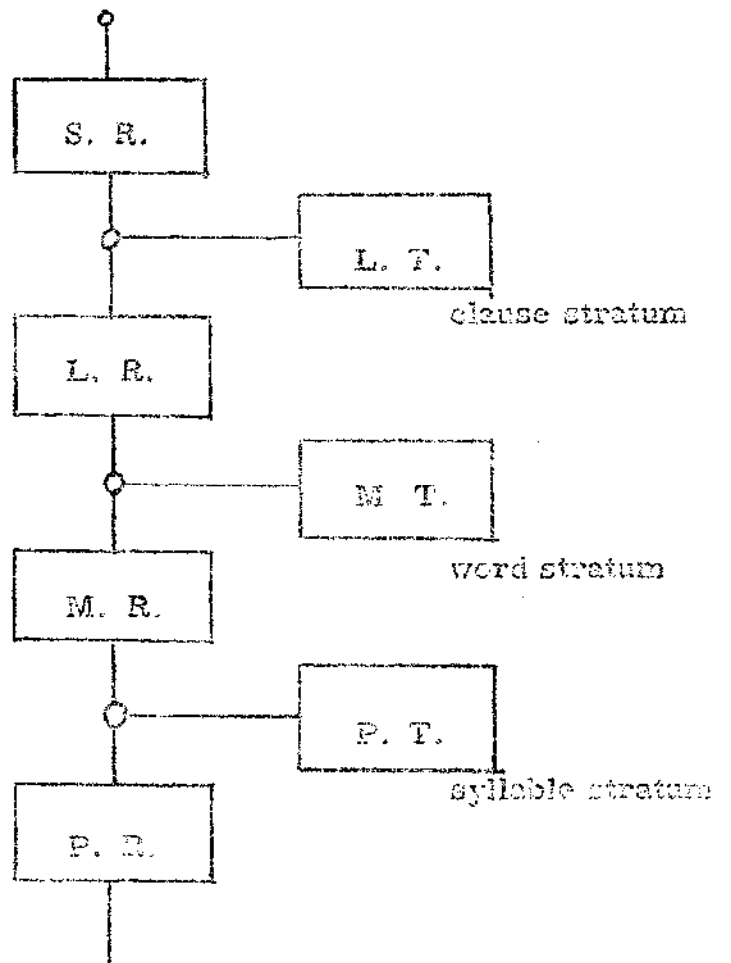 S. R.
L. T.
clause stratum
L. R.
M T.
word stratum
M. R.
P. T.
syllable stratum
P. R.